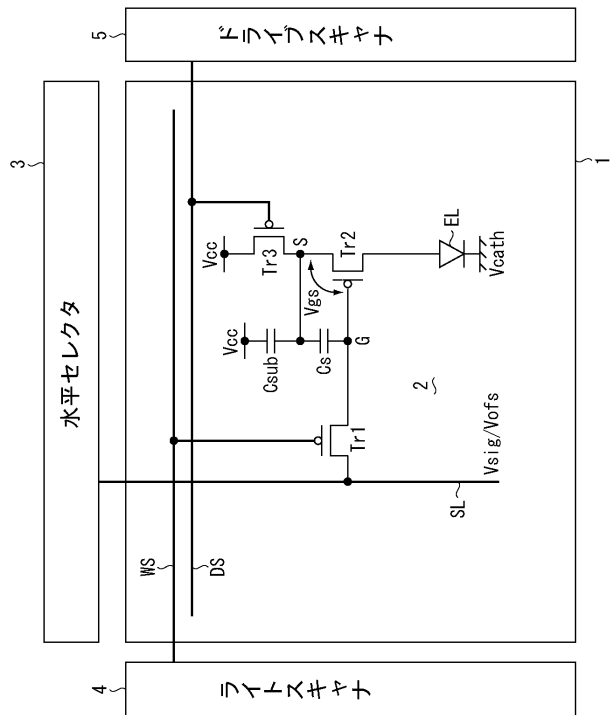 5
ドライブスキャナ
3
水平セレクタ
1
Vcc
Tr3
S
Tr2
EL
Vcath
Vgs
Vcc
Csub
Cs
G
2
Tr1
Vsig/Vofs
SL
WS
DS
4
ライトスキャナ